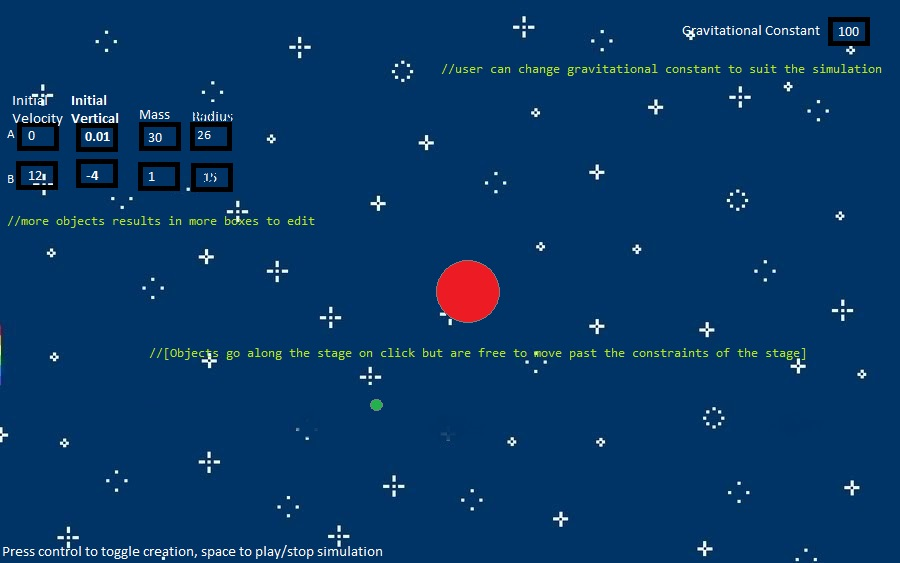 Gravitational Constant 100
//user can change gravitational constant to suit the simulation
Initial Velocity Initial Vertical Mass Radius
A 0 0.01 30 26
B 12 -4 1 15
//more objects results in more boxes to edit
//[Objects go along the stage on click but are free to move past the constraints of the stage]
Press control to toggle creation, space to play/stop simulation